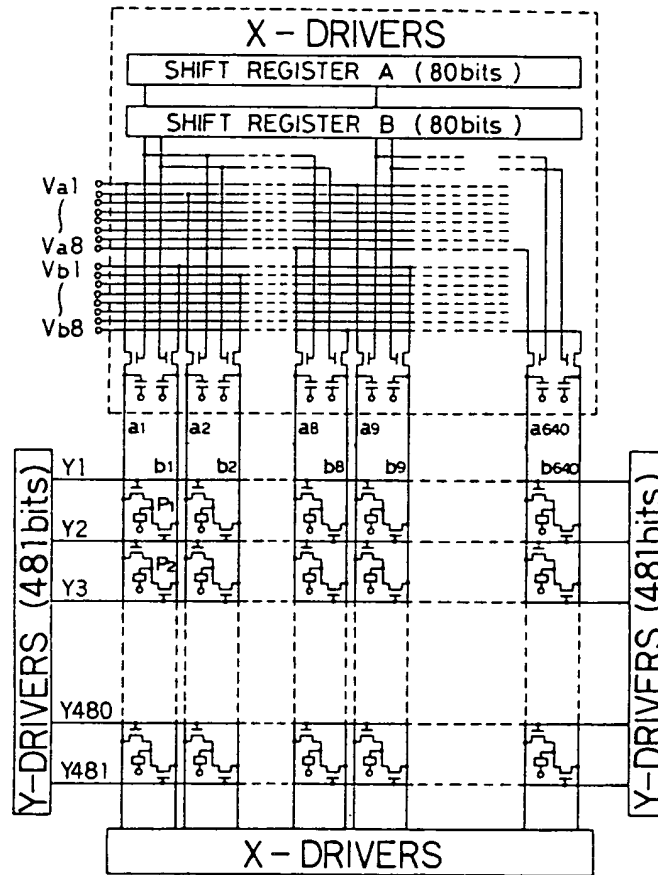 X-DRIVERS
SHIFT REGISTER A (80bits)
SHIFT REGISTER B (80bits)
Va1
Va8
Vb1
Vb8
a1 a2 a8 a9 a640
Y1 b1 b2 b8 b9 b640
P1
Y2
P2
Y3
Y-DRIVERS (481bits)
Y-DRIVERS (481bits)
Y480
Y481
X-DRIVERS